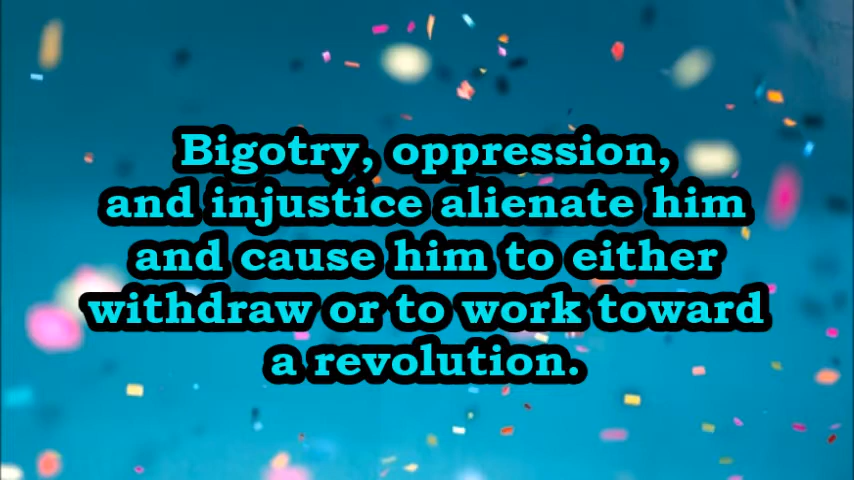 Bigotry, oppression,
and injustice alienate him
and cause him to either
withdraw or to work toward
a revolution.